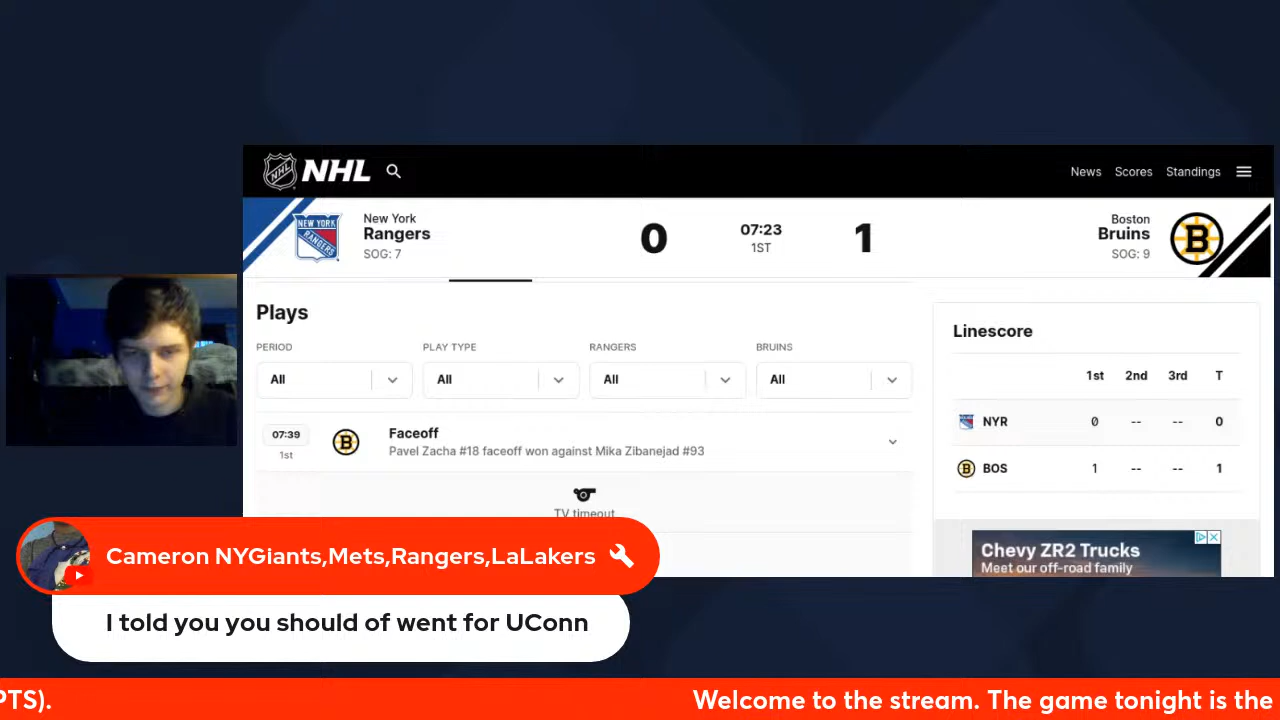 NHL
News Scores Standings
NEW YORK
RANGERS
New York
Rangers
SOG: 7
0
07:23
1ST
1
Boston
Bruins
SOG: 9
B
Plays
PERIOD PLAY TYPE RANGERS BRUINS
All All All All
07:39
1st
B
Faceoff
Pavel Zacha #18 faceoff won against Mika Zibanejad #93
TV timeout
Linescore
1st 2nd 3rd T
NYR 0 -- -- 0
B BOS 1 -- -- 1
Chevy ZR2 Trucks
Meet our off-road family
Cameron NYGiants,Mets,Rangers,LaLakers
I told you you should of went for UConn
PTS). Welcome to the stream. The game tonight is the